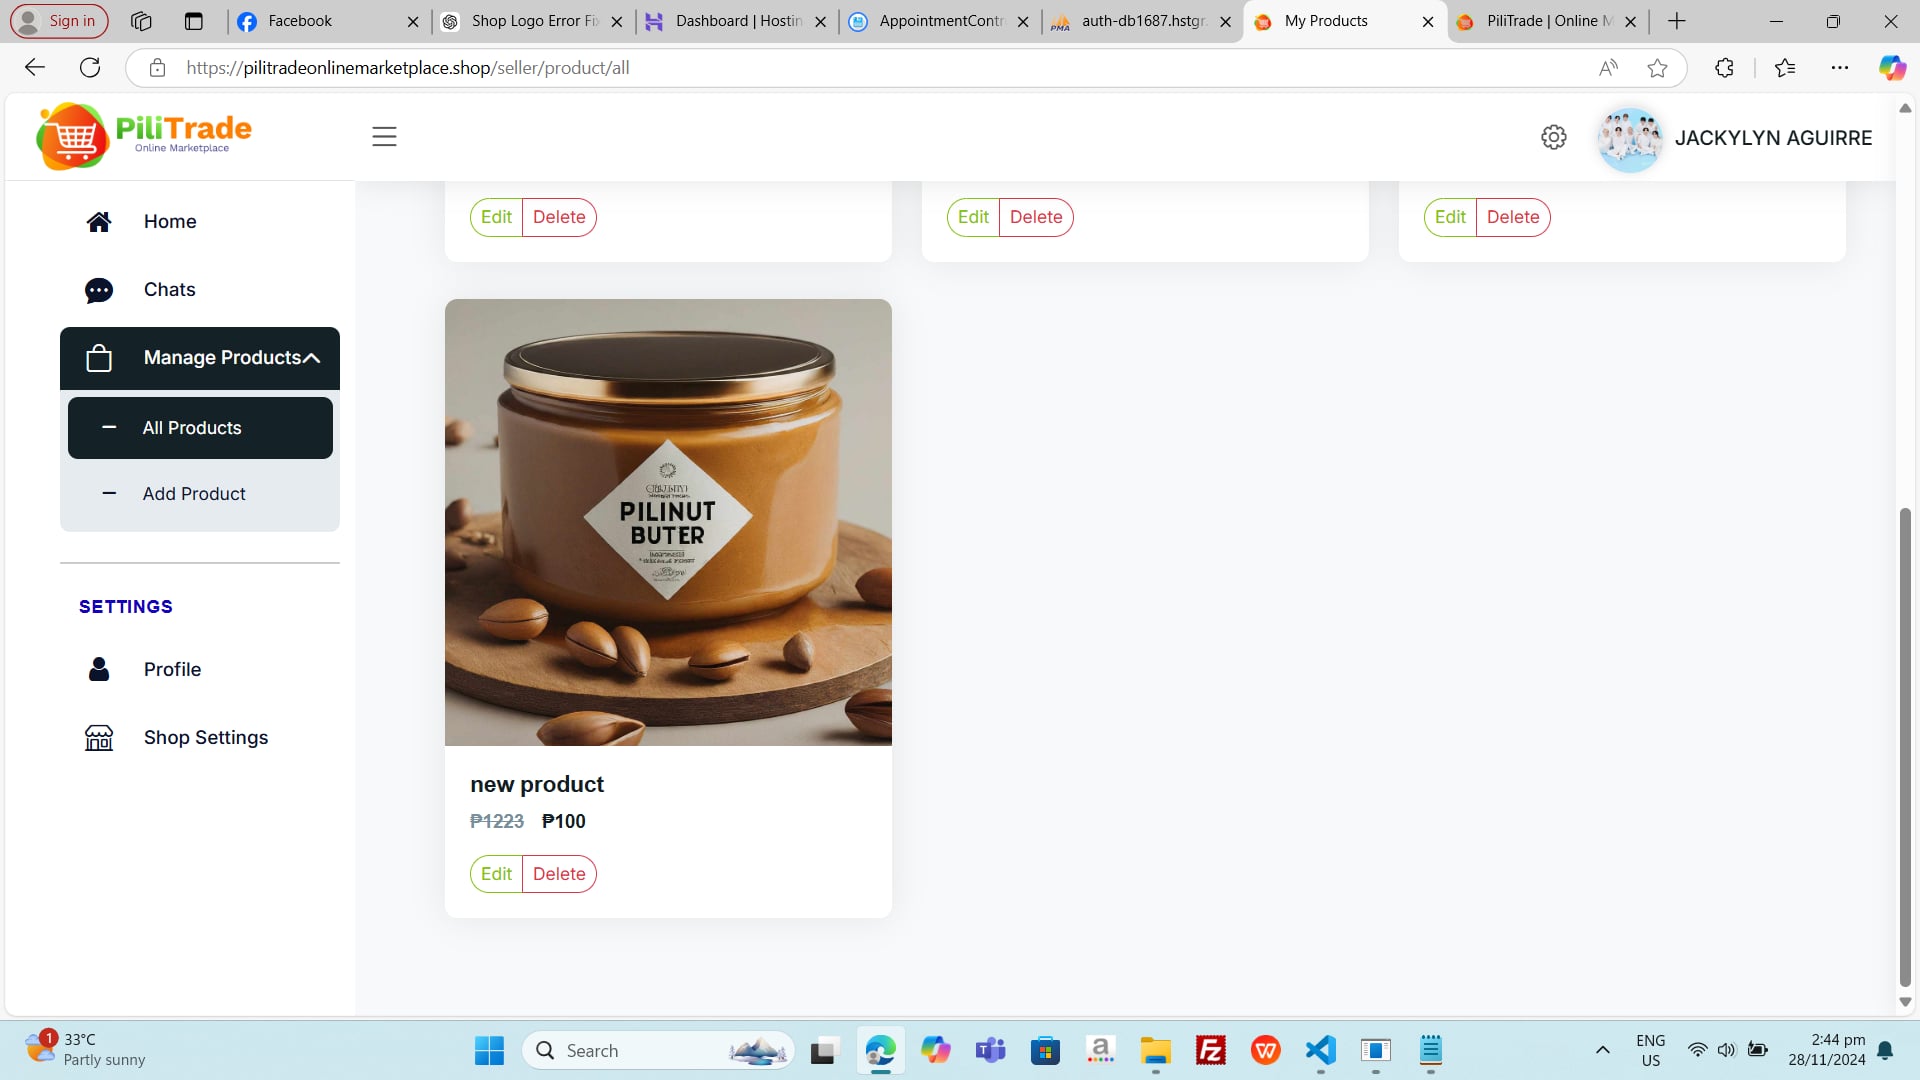 Sign in
Facebook
Shop Logo Error Fi
Dashboard | Hostin
AppointmentContr
auth-db1687.hstgr.
My Products
PiliTrade | Online M
https://pilitradeonlinemarketplace.shop/seller/product/all
PiliTrade
Online Marketplace
JACKYLYN AGUIRRE
Home
Chats
Manage Products
All Products
Add Product
SETTINGS
Profile
Shop Settings
Edit Delete
Edit Delete
Edit Delete
PILINUT
BUTER
new product
₱1223 ₱100
Edit Delete
1
33°C
Partly sunny
Search
ENG
US
2:44 pm
28/11/2024